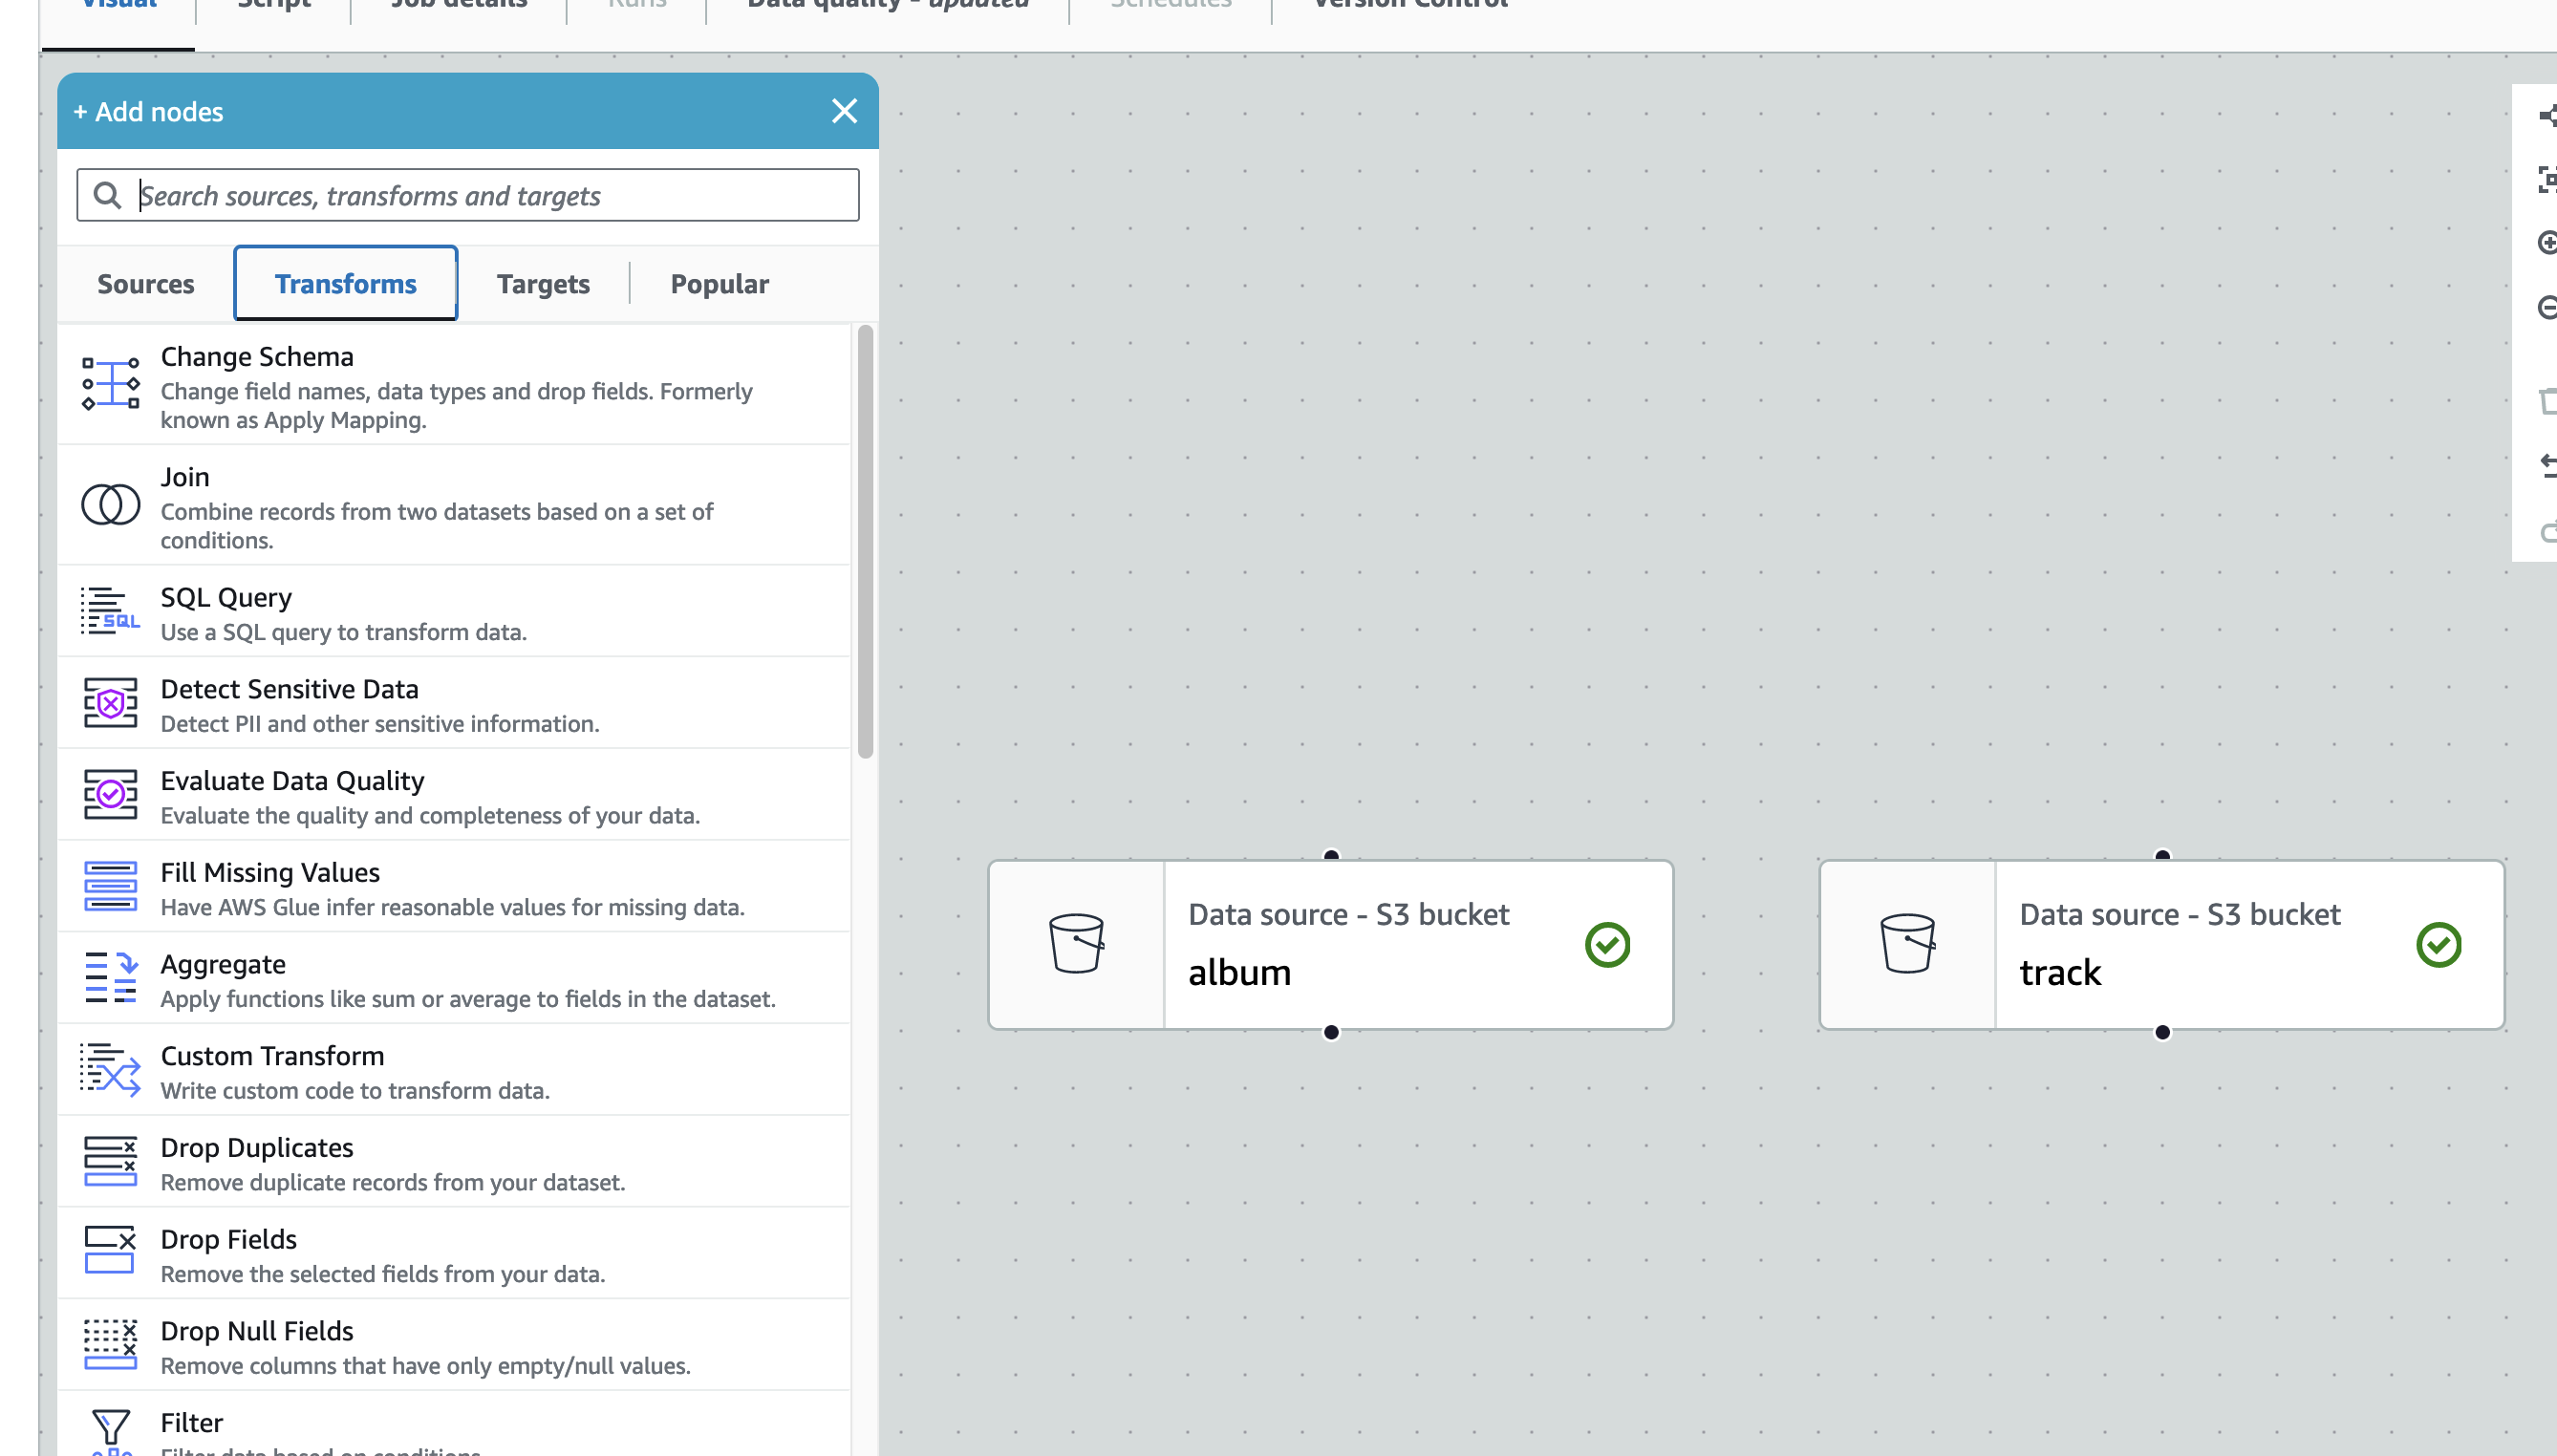 Visual Script Job details Runs Data quality - updated Schedules Version Control
+ Add nodes
Search sources, transforms and targets
Sources Transforms Targets Popular
Change Schema
Change field names, data types and drop fields. Formerly
known as Apply Mapping.
Join
Combine records from two datasets based on a set of
conditions.
SQL Query
Use a SQL query to transform data.
SQL
Detect Sensitive Data
Detect PII and other sensitive information.
Evaluate Data Quality
Evaluate the quality and completeness of your data.
Fill Missing Values
Have AWS Glue infer reasonable values for missing data.
Aggregate
Apply functions like sum or average to fields in the dataset.
Custom Transform
Write custom code to transform data.
Drop Duplicates
Remove duplicate records from your dataset.
Drop Fields
Remove the selected fields from your data.
Drop Null Fields
Remove columns that have only empty/null values.
Filter
Filter data based on conditions
Data source - S3 bucket
album
Data source - S3 bucket
track